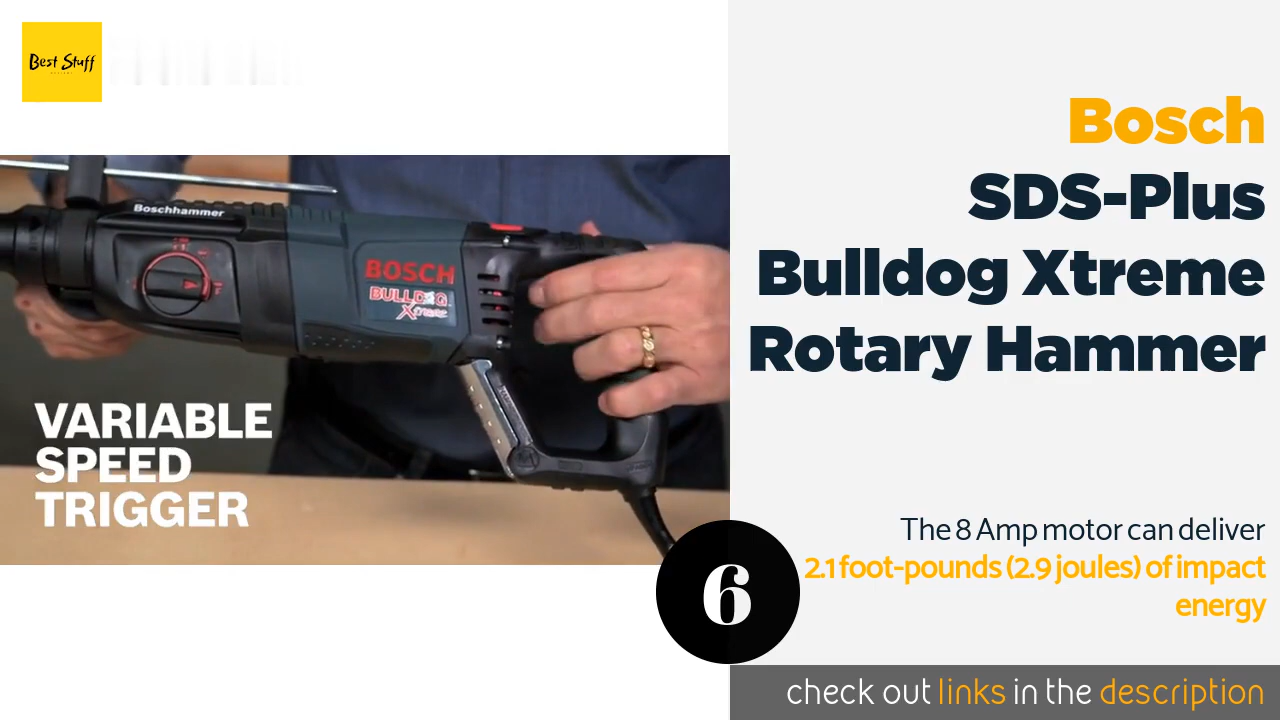 Best Stuff
Boschhammer
BOSCH
BULLDOG
Xtreme
VARIABLE
SPEED
TRIGGER
Bosch
SDS-Plus
Bulldog Xtreme
Rotary Hammer
The 8 Amp motor can deliver
2.1 foot-pounds (2.9 joules) of impact
energy
6
check out links in the description